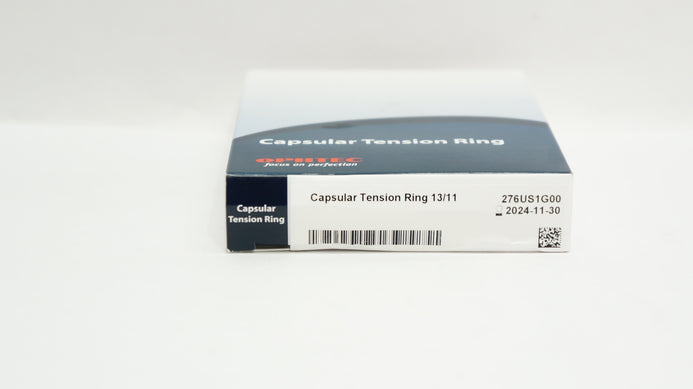 Capsular Tension Ring
OPHTEC
focus on perfection
Capsular
Tension Ring
Capsular Tension Ring 13/11
276US1G00
2024-11-30